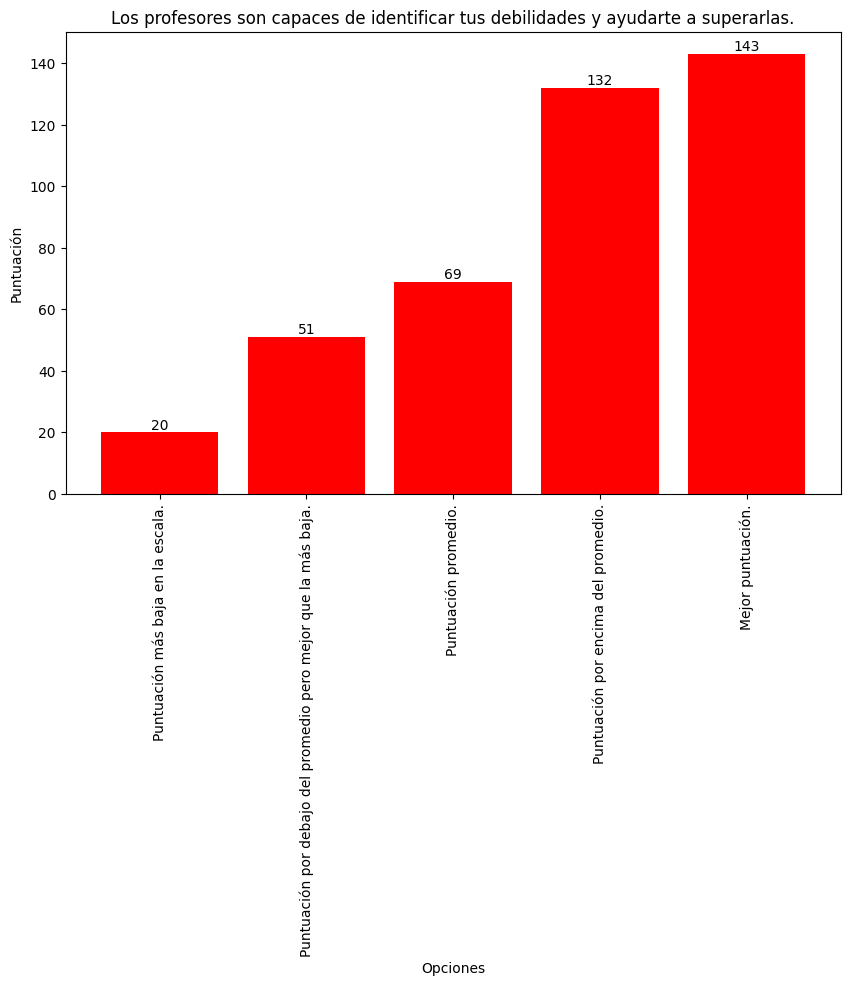 Los profesores son capaces de identificar tus debilidades y ayudarte a superarlas.
Puntuación
140
120
100
80
60
40
20
0
20
51
69
132
143
Puntuación más baja en la escala.
Puntuación por debajo del promedio pero mejor que la más baja.
Puntuación promedio.
Puntuación por encima del promedio.
Mejor puntuación.
Opciones